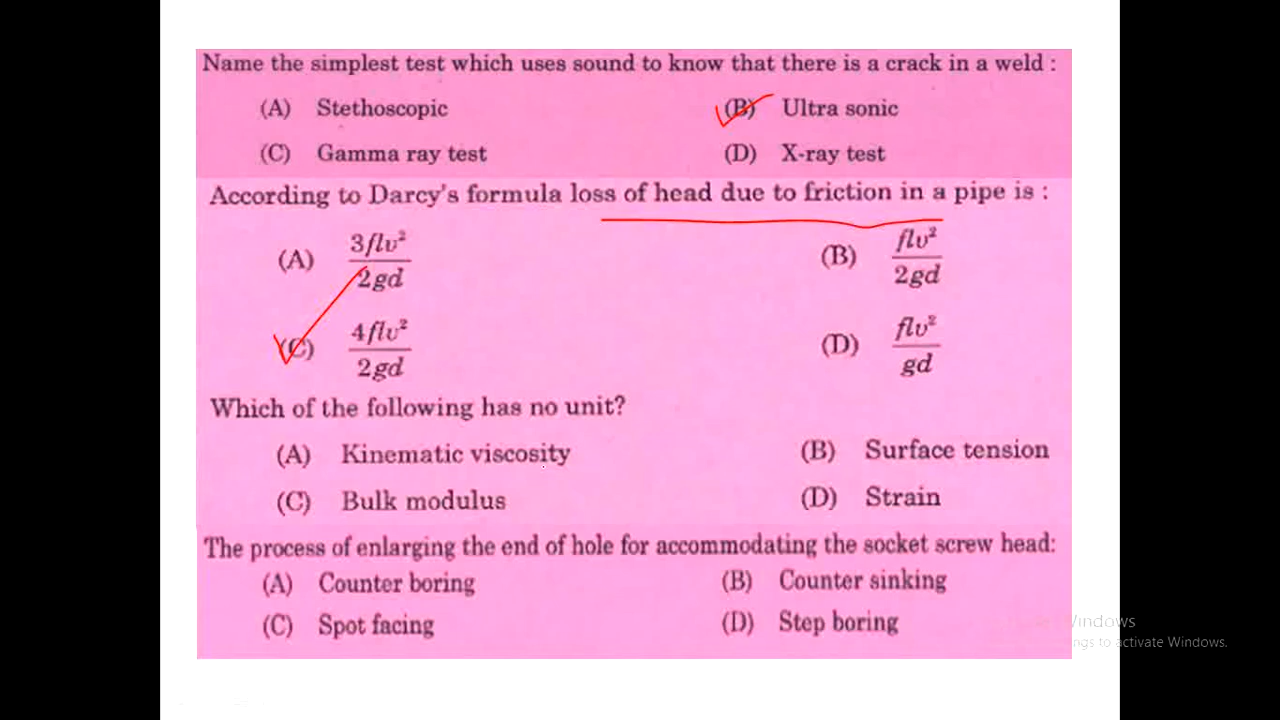 Name the simplest test which uses sound to know that there is a crack in a weld :
(A) Stethoscopic (B) Ultra sonic
(C) Gamma ray test (D) X-ray test
According to Darcy's formula loss of head due to friction in a pipe is :
(A) 3flv²/2gd (B) flv²/2gd
(C) 4flv²/2gd (D) flv²/gd
Which of the following has no unit?
(A) Kinematic viscosity (B) Surface tension
(C) Bulk modulus (D) Strain
The process of enlarging the end of hole for accommodating the socket screw head:
(A) Counter boring (B) Counter sinking
(C) Spot facing (D) Step boring
Windows
ngs to activate Windows.